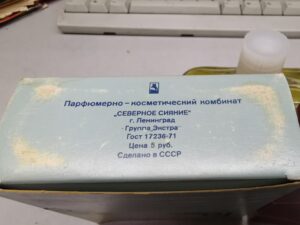 Парфюмерно – косметический комбинат
„СЕВЕРНОЕ СИЯНИЕ"
г. Ленинград
Группа „Экстра
Гост 17236-71
Цена 5 руб.
Сделано в СССР